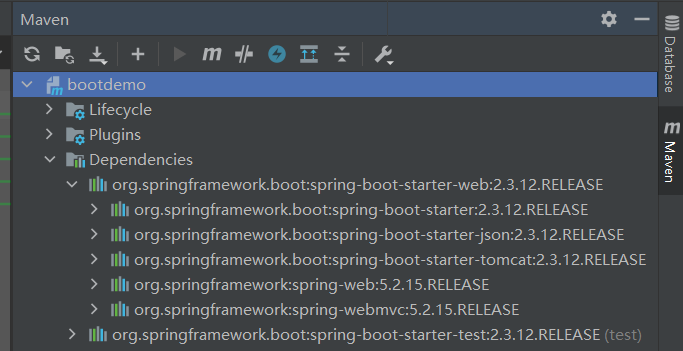 Maven
bootdemo
Lifecycle
Plugins
Dependencies
org.springframework.boot:spring-boot-starter-web:2.3.12.RELEASE
org.springframework.boot:spring-boot-starter:2.3.12.RELEASE
org.springframework.boot:spring-boot-starter-json:2.3.12.RELEASE
org.springframework.boot:spring-boot-starter-tomcat:2.3.12.RELEASE
org.springframework:spring-web:5.2.15.RELEASE
org.springframework:spring-webmvc:5.2.15.RELEASE
org.springframework.boot:spring-boot-starter-test:2.3.12.RELEASE (test)
Database
Maven